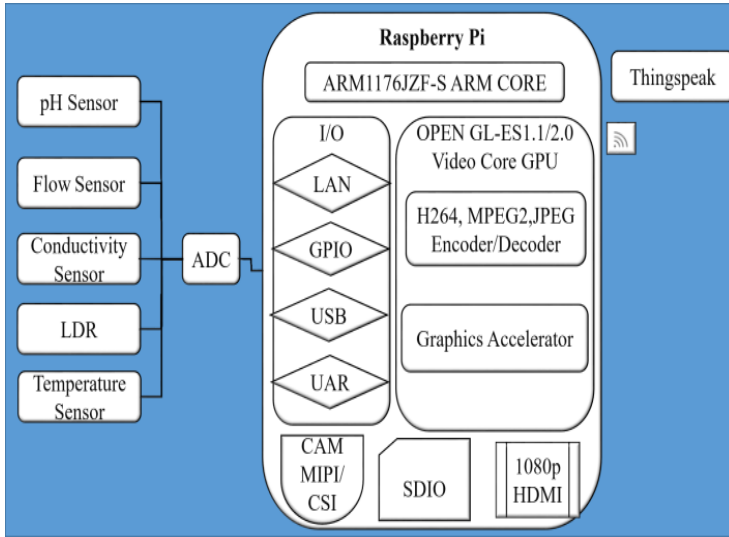 Raspberry Pi
ARM1176JZF-S ARM CORE
Thingspeak
pH Sensor
Flow Sensor
Conductivity
Sensor
LDR
Temperature
Sensor
ADC
I/O
LAN
GPIO
USB
UAR
OPEN GL-ES1.1/2.0
Video Core GPU
H264, MPEG2,JPEG
Encoder/Decoder
Graphics Accelerator
CAM
MIPI/
CSI
SDIO
1080p
HDMI